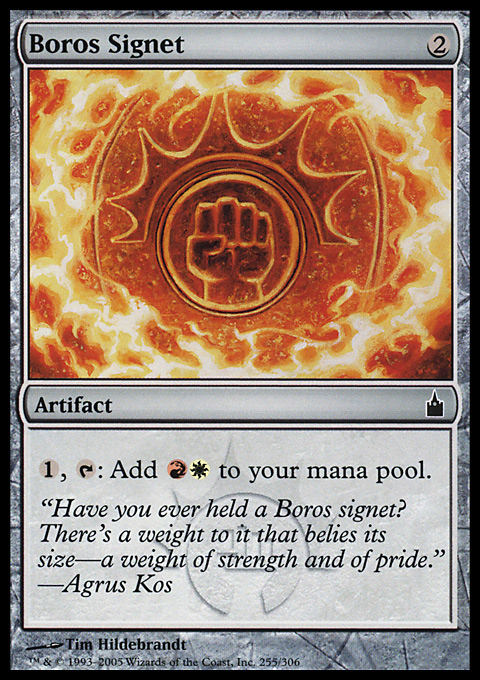 Boros Signet 2
Artifact
1, : Add to your mana pool.
“Have you ever held a Boros signet?
There’s a weight to it that belies its
size—a weight of strength and of pride.”
—Agrus Kos
Tim Hildebrandt
™ & © 1993–2005 Wizards of the Coast, Inc. 255/306